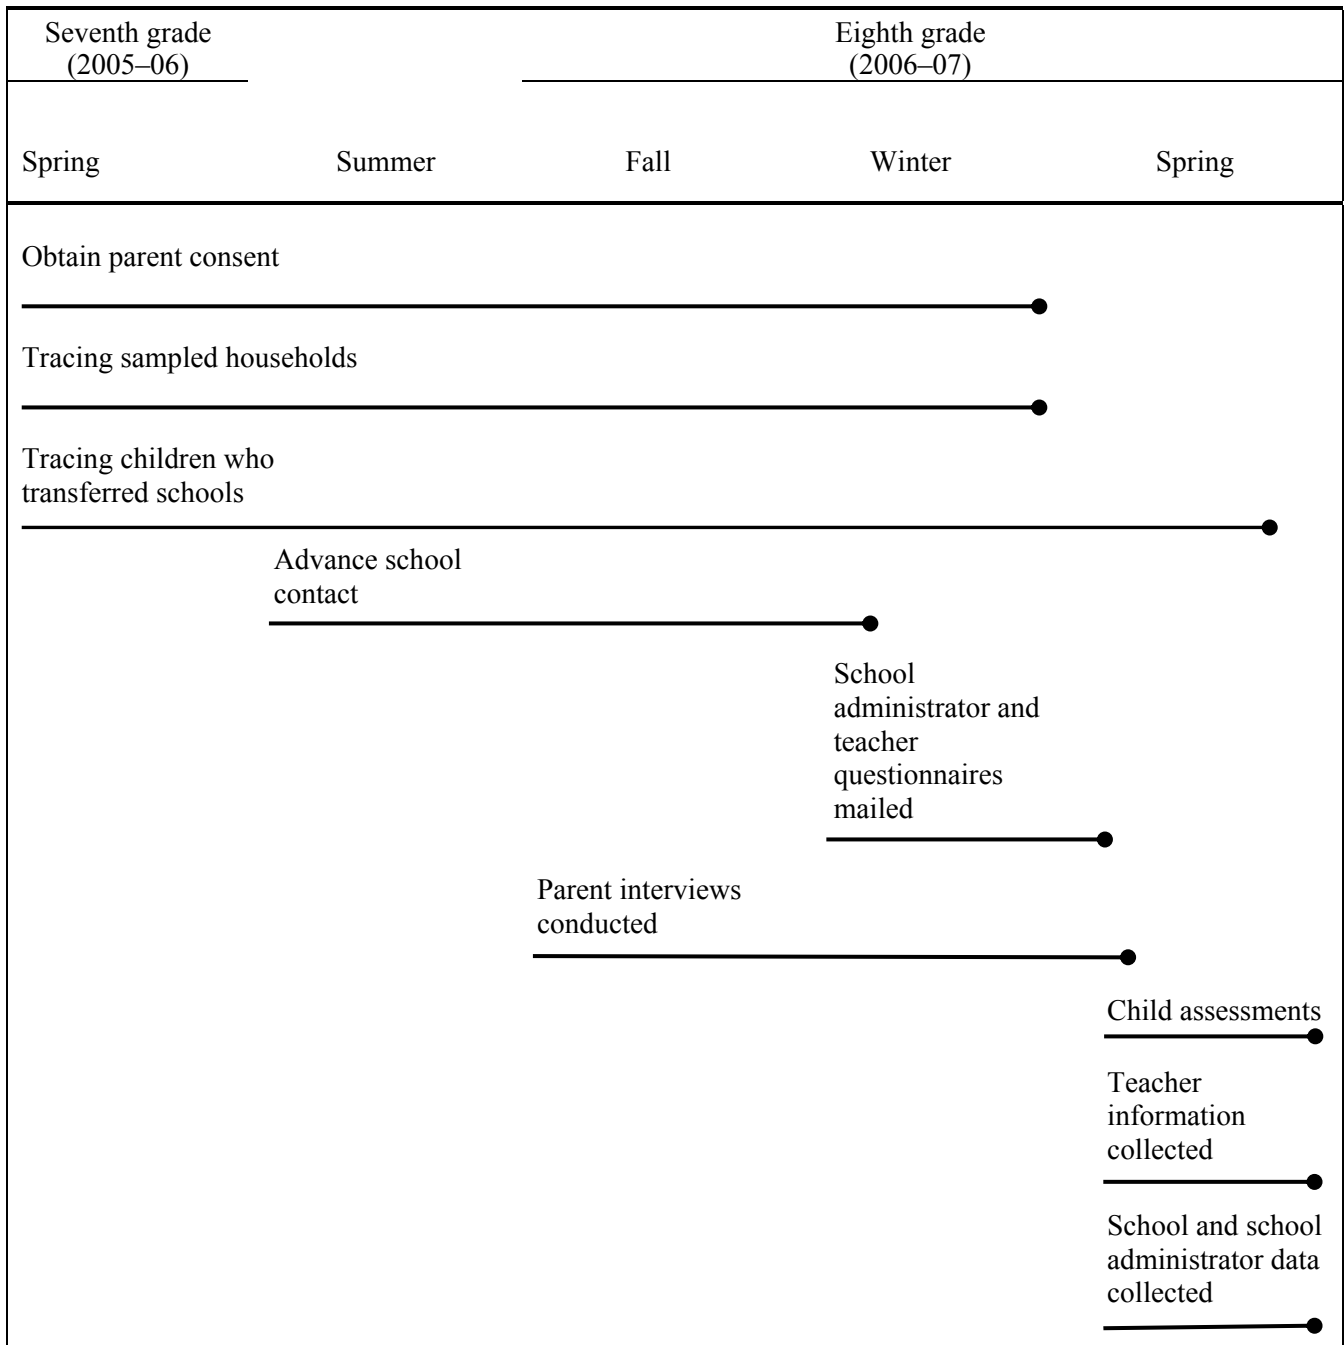 Seventh grade
(2005–06)
Eighth grade
(2006–07)
Spring
Summer
Fall
Winter
Spring
Obtain parent consent
Tracing sampled households
Tracing children who
transferred schools
Advance school
contact
School
administrator and
teacher
questionnaires
mailed
Parent interviews
conducted
Child assessments
Teacher
information
collected
School and school
administrator data
collected